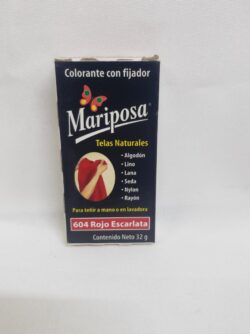 Colorante con fijador
Mariposa
Telas Naturales
• Algodón
• Lino
• Lana
• Seda
• Nylon
• Rayón
Para teñir a mano o en lavadora
604 Rojo Escarlata
Contenido Neto 32 g